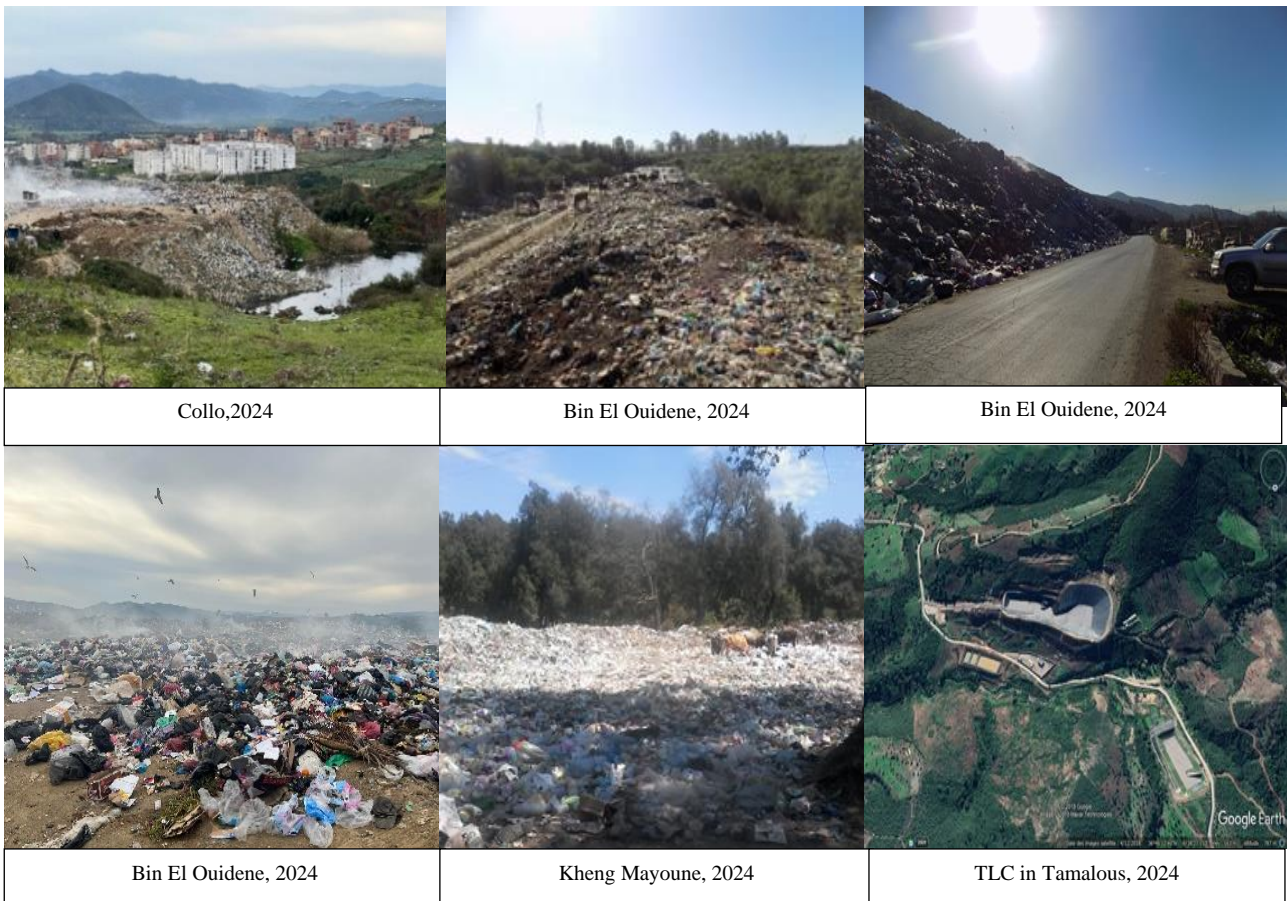 Collo,2024
Bin El Ouidene, 2024
Bin El Ouidene, 2024
Google Earth
Bin El Ouidene, 2024
Kheng Mayoune, 2024
TLC in Tamalous, 2024